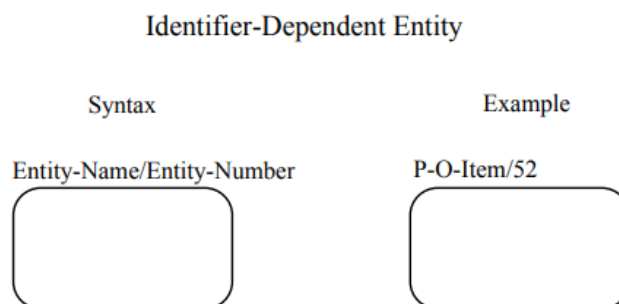 Identifier-Dependent Entity
Syntax
Example
Entity-Name/Entity-Number
P-O-Item/52